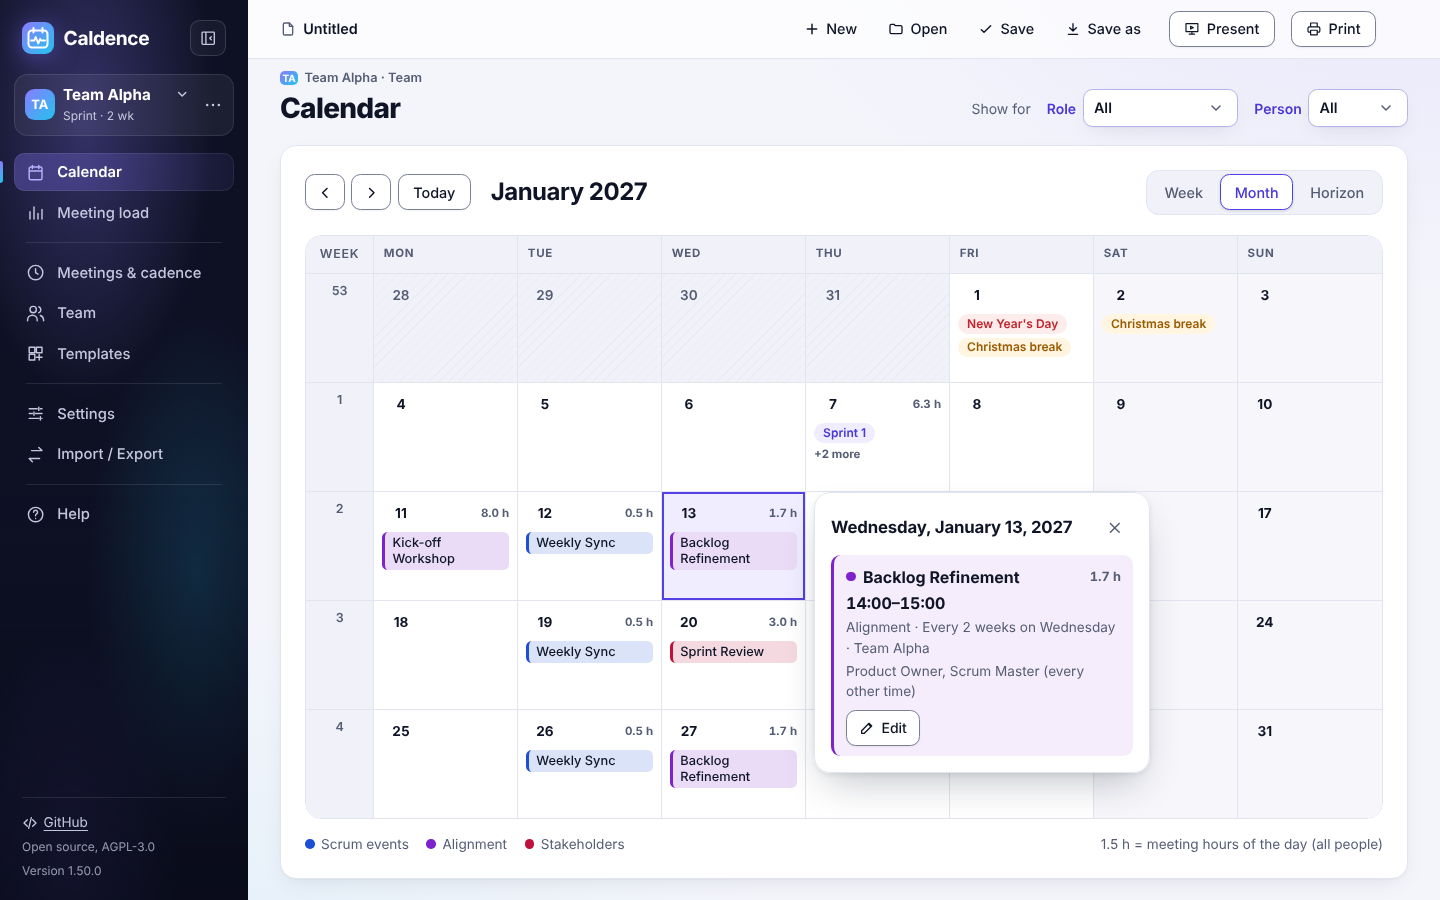 Caldence
TA
Team Alpha
Sprint · 2 wk
Calendar
Meeting load
Meetings & cadence
Team
Templates
Settings
Import / Export
Help
GitHub
Open source, AGPL-3.0
Version 1.50.0
Untitled
New
Open
Save
Save as
Present
Print
TA Team Alpha · Team
Calendar
Show for Role All Person All
Today
January 2027
Week Month Horizon
WEEK MON TUE WED THU FRI SAT SUN
53 28 29 30 31 1 2 3
New Year's Day Christmas break
Christmas break
1 4 5 6 7 6.3 h 8 9 10
Sprint 1
+2 more
2 11 8.0 h 12 0.5 h 13 1.7 h 17
Kick-off Workshop
Weekly Sync
Backlog Refinement
3 18 19 0.5 h 20 3.0 h 24
Weekly Sync Sprint Review
4 25 26 0.5 h 27 1.7 h 31
Weekly Sync
Backlog Refinement
Wednesday, January 13, 2027
Backlog Refinement 1.7 h
14:00–15:00
Alignment · Every 2 weeks on Wednesday
· Team Alpha
Product Owner, Scrum Master (every
other time)
Edit
Scrum events Alignment Stakeholders
1.5 h = meeting hours of the day (all people)